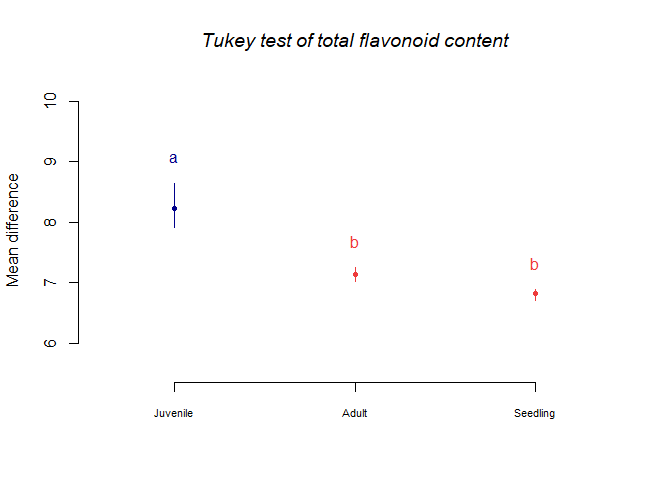 Tukey test of total flavonoid content
10
9
8
7
6
Mean difference
a
b
b
Juvenile Adult Seedling